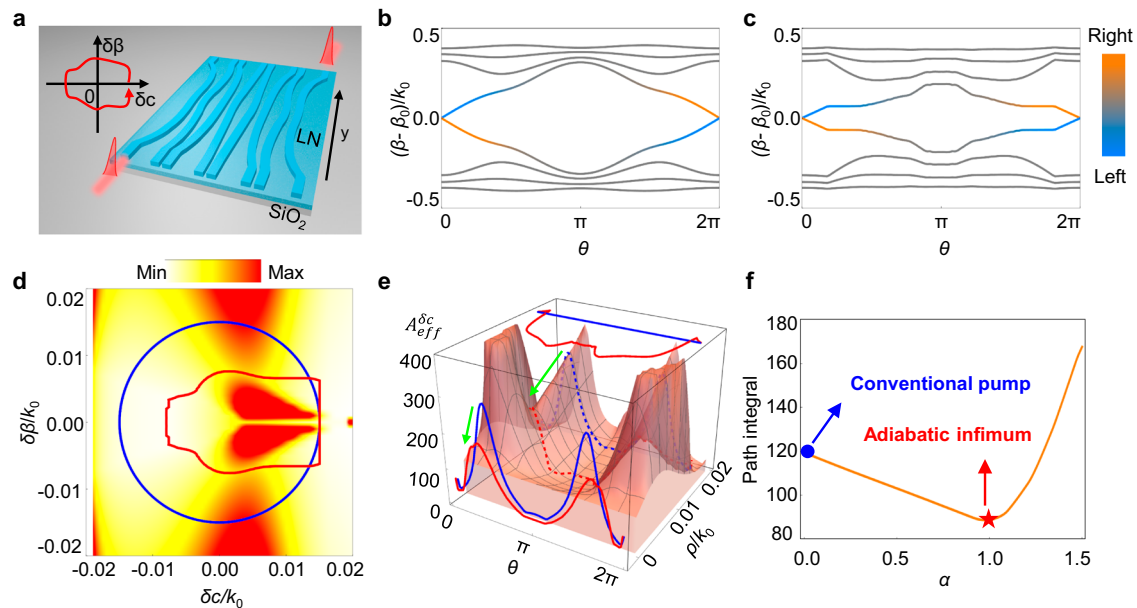 a
δβ
0
δc
LN
y
SiO2
b
(β- β0)/k0
0.5
0.0
-0.5
0
π
2π
θ
c
(β- β0)/k0
0.5
0.0
-0.5
0
π
2π
θ
Right
Left
d
Min
Max
δβ/k0
0.02
0.01
0.00
-0.01
-0.02
-0.02
-0.01
0.00
0.01
0.02
δc/k0
e
A_eff^δc
400
300
200
100
0
0
π
2π
θ
0
0.01
0.02
ρ/k0
f
Path integral
180
160
140
120
100
80
Conventional pump
Adiabatic infimum
0
0.5
1.0
1.5
α